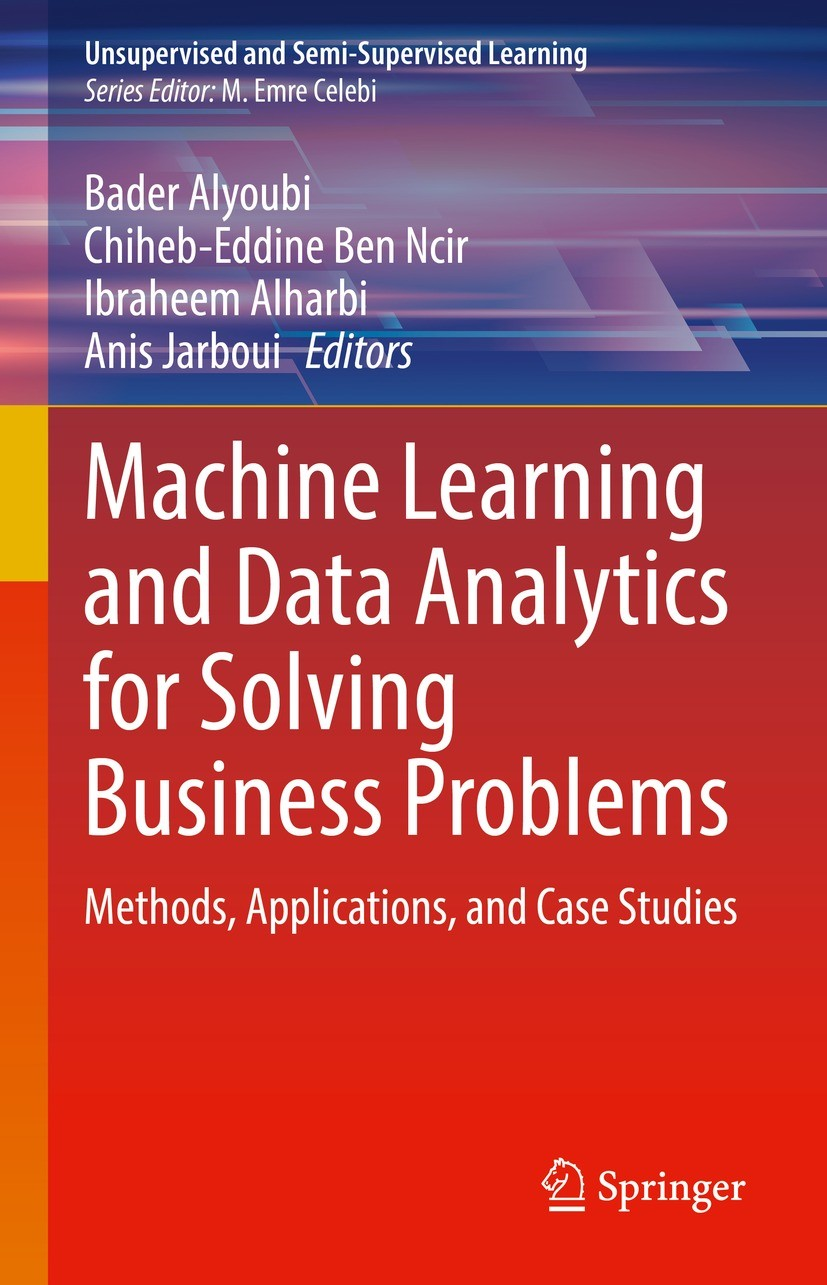 Unsupervised and Semi-Supervised Learning
Series Editor: M. Emre Celebi
Bader Alyoubi
Chiheb-Eddine Ben Ncir
Ibraheem Alharbi
Anis Jarboui Editors
Machine Learning
and Data Analytics
for Solving
Business Problems
Methods, Applications, and Case Studies
Springer